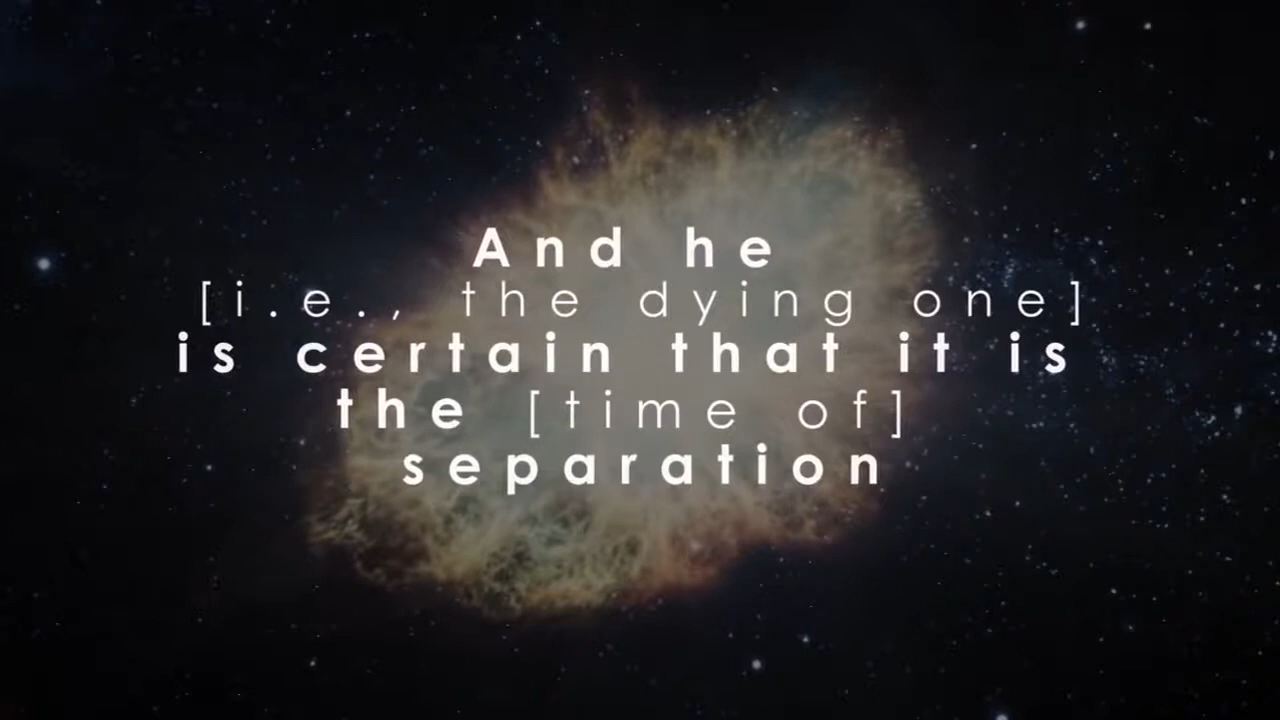 And he
[i.e., the dying one]
is certain that it is
the [time of]
separation